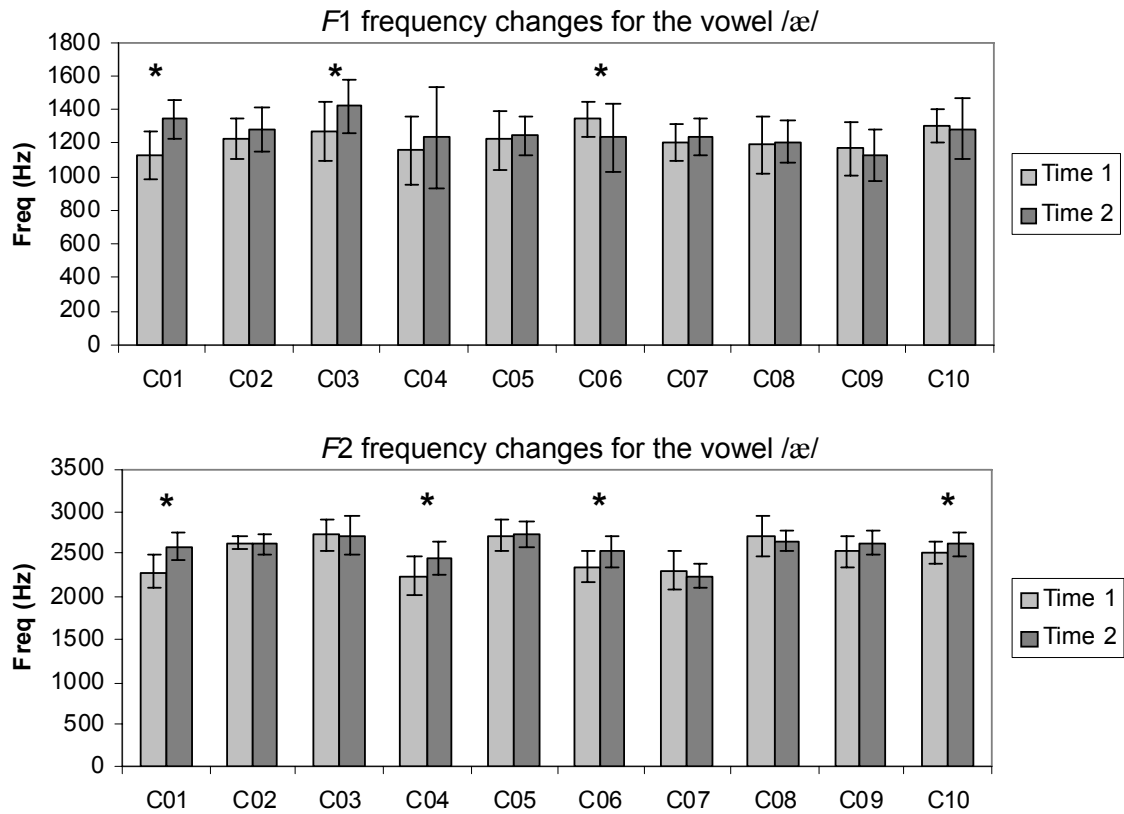 F1 frequency changes for the vowel /æ/
1800
1600
1400
1200
1000
800
600
400
200
0
Freq (Hz)
* * *
C01 C02 C03 C04 C05 C06 C07 C08 C09 C10
Time 1
Time 2
F2 frequency changes for the vowel /æ/
3500
3000
2500
2000
1500
1000
500
0
Freq (Hz)
* * * *
C01 C02 C03 C04 C05 C06 C07 C08 C09 C10
Time 1
Time 2